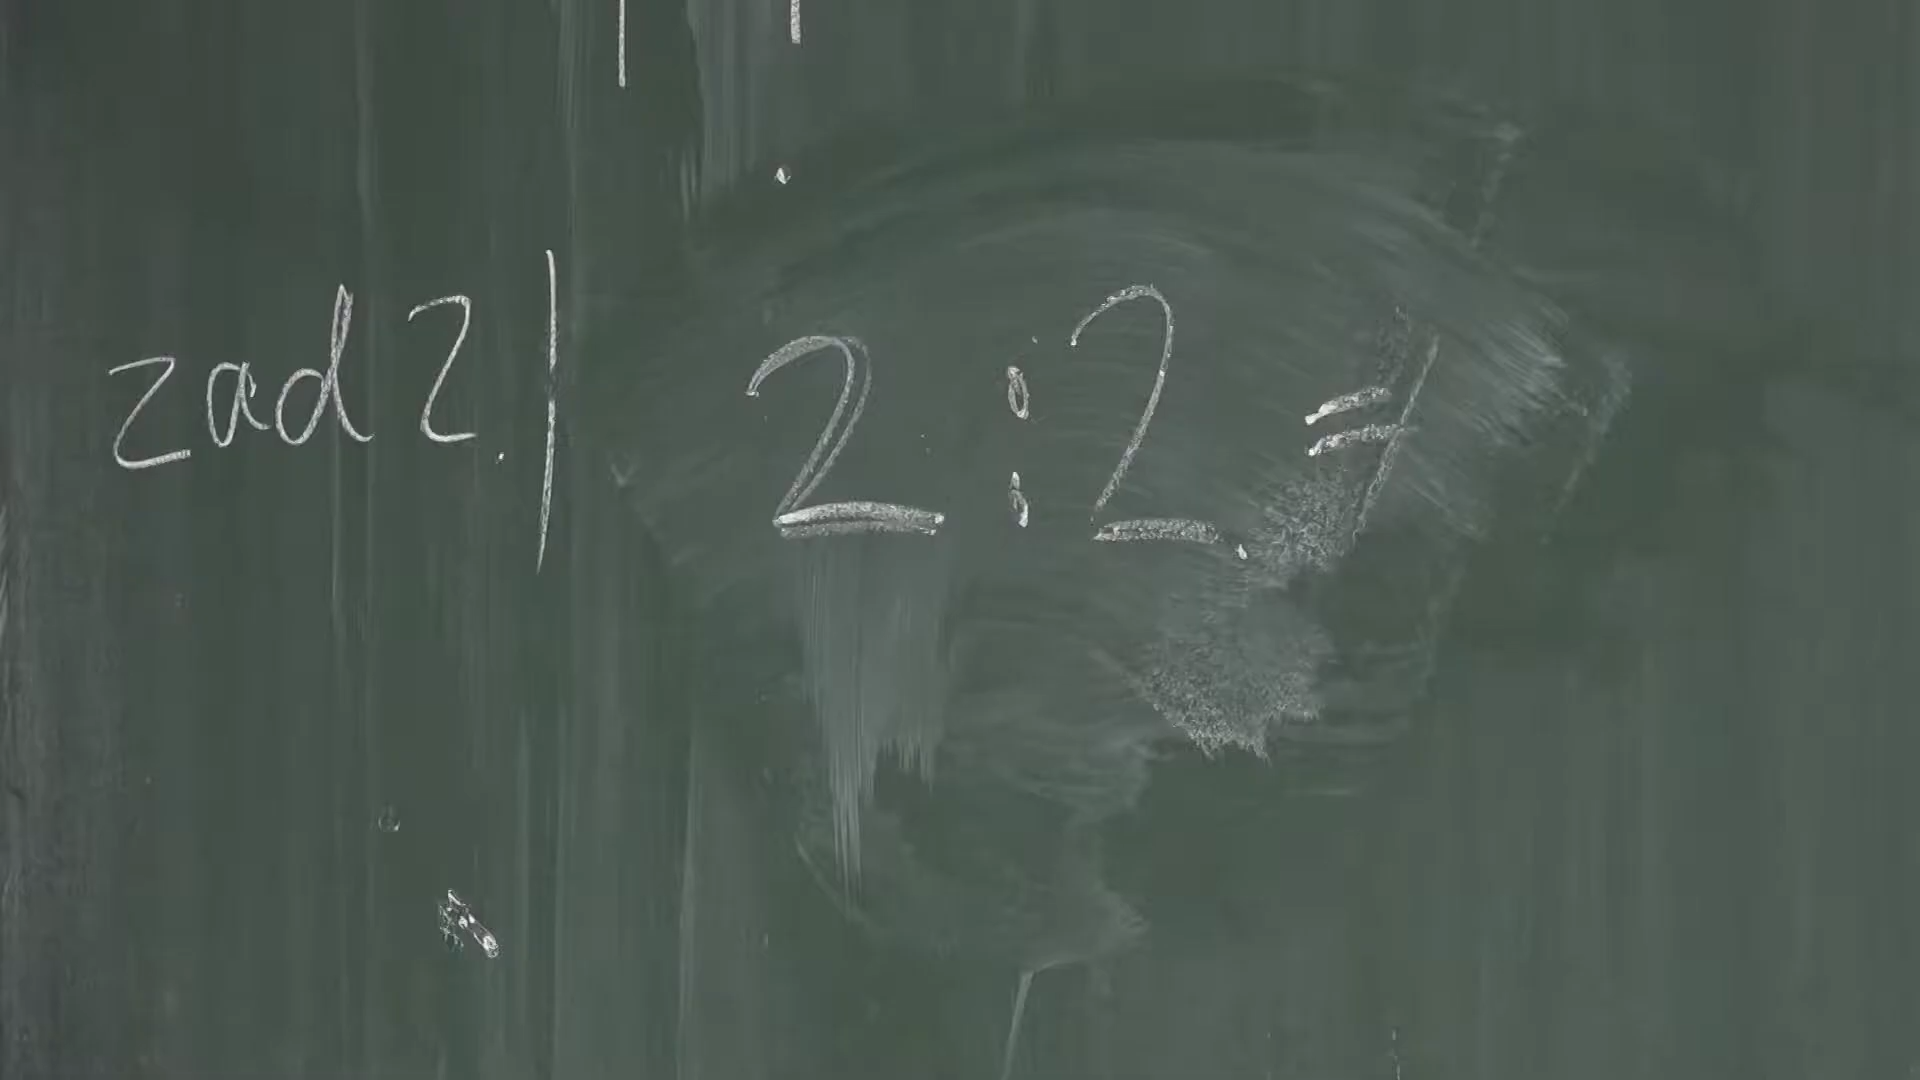 zad 2. 2 : 2 =